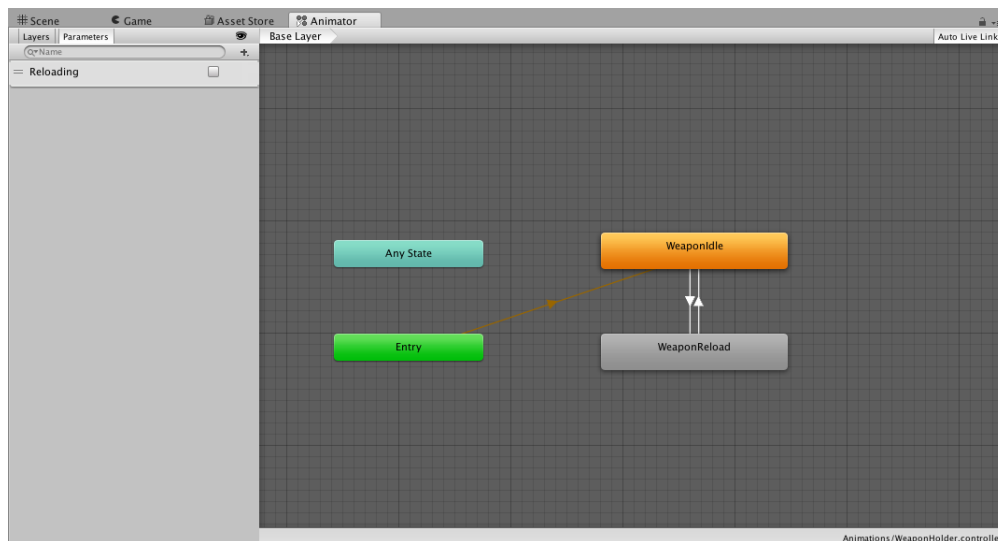 Scene Game Asset Store Animator
Layers Parameters Base Layer Auto Live Link
Name
Reloading
WeaponIdle
Any State
Entry
WeaponReload
Animations/WeaponHolder.controlle